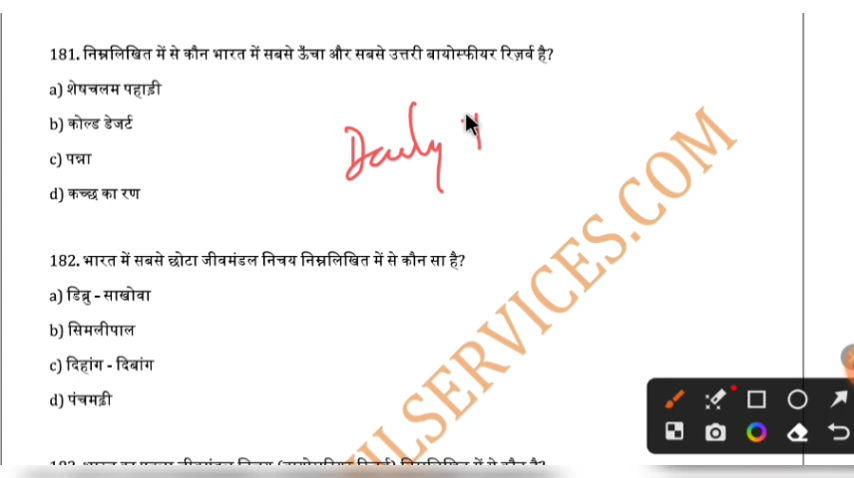 181. निम्नलिखित में से कौन भारत में सबसे ऊँचा और सबसे उत्तरी बायोस्फीयर रिज़र्व है?
a) शेषचलम पहाड़ी
b) कोल्ड डेजर्ट
c) पन्ना
d) कच्छ का रण
Daily
182. भारत में सबसे छोटा जीवमंडल निचय निम्नलिखित में से कौन सा है?
a) डिब्रु - साखोवा
b) सिमलीपाल
c) दिहांग - दिबांग
d) पंचमढ़ी
ILSERVICES.COM